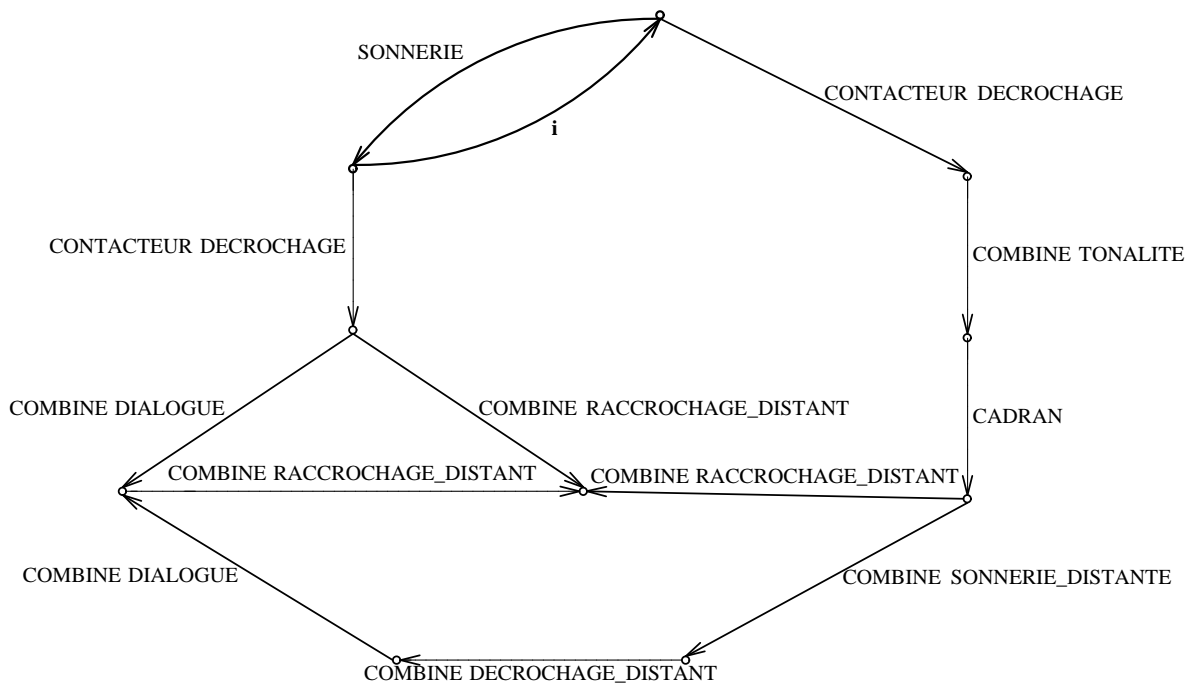 SONNERIE
CONTACTEUR DECROCHAGE
i
CONTACTEUR DECROCHAGE
COMBINE TONALITE
COMBINE DIALOGUE
COMBINE RACCROCHAGE_DISTANT
CADRAN
COMBINE RACCROCHAGE_DISTANT
COMBINE RACCROCHAGE_DISTANT
COMBINE DIALOGUE
COMBINE SONNERIE_DISTANTE
COMBINE DECROCHAGE_DISTANT